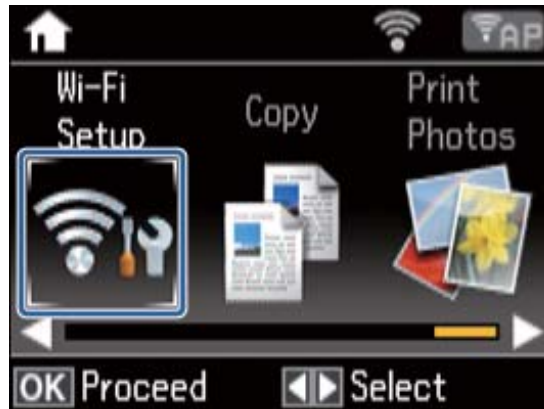 AP
Wi-Fi
Setup
Copy
Print
Photos
OK Proceed
Select